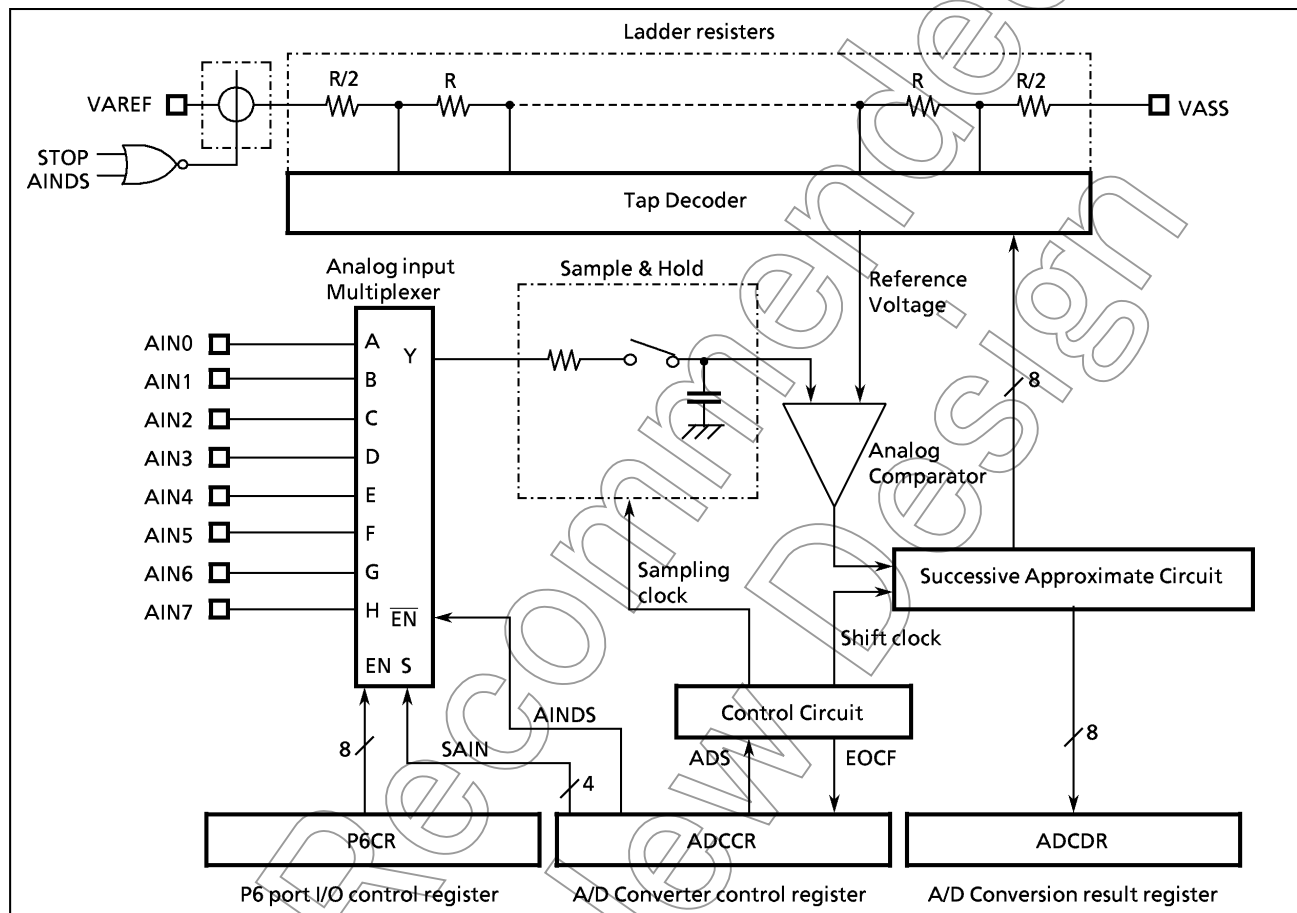 Ladder resisters
R/2
R
R
R/2
VAREF
VASS
STOP
AINDS
Tap Decoder
Analog input
Multiplexer
Sample & Hold
Reference
Voltage
AIN0
AIN1
AIN2
AIN3
AIN4
AIN5
AIN6
AIN7
A
B
C
D
E
F
G
H
Y
EN
EN S
8
Analog
Comparator
Sampling
clock
Successive Approximate Circuit
Shift clock
Control Circuit
AINDS
SAIN
8
4
ADS
EOCF
8
P6CR
ADCCR
ADCDR
P6 port I/O control register
A/D Converter control register
A/D Conversion result register
Recommended
New Design